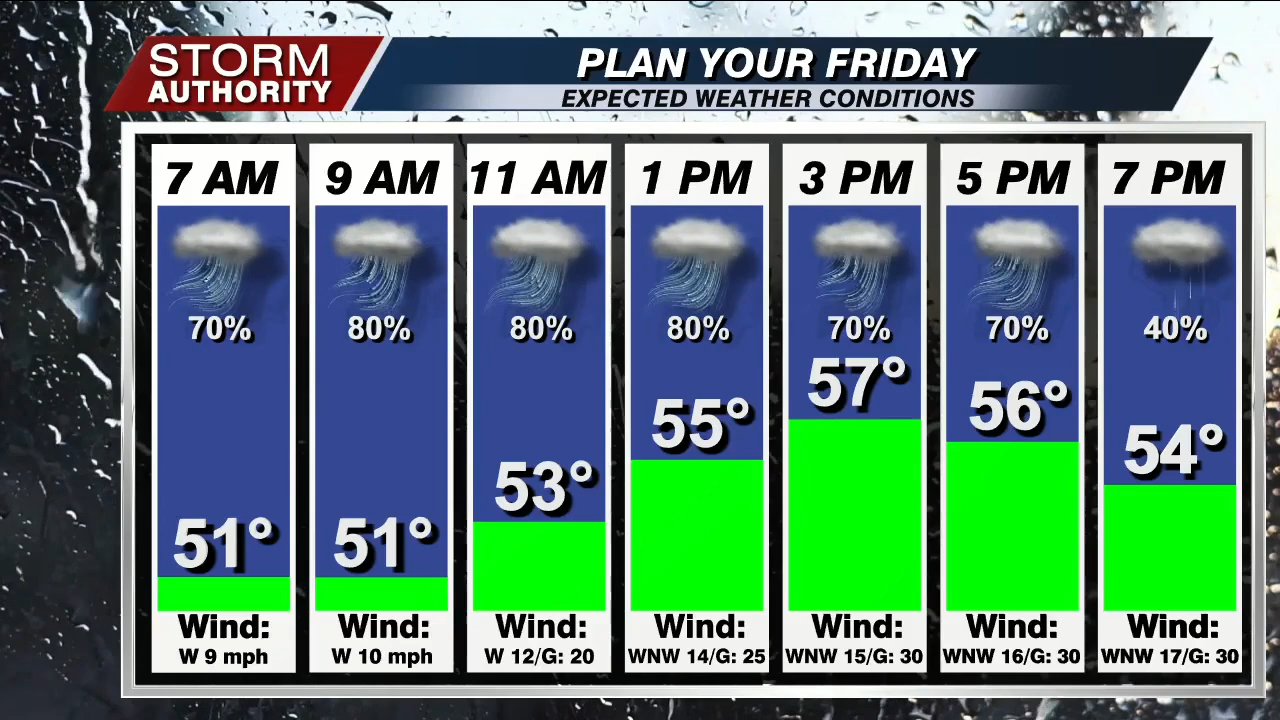 STORM
AUTHORITY
PLAN YOUR FRIDAY
EXPECTED WEATHER CONDITIONS
7 AM 9 AM 11 AM 1 PM 3 PM 5 PM 7 PM
70% 80% 80% 80% 70% 70% 40%
51° 51° 53° 55° 57° 56° 54°
Wind: Wind: Wind: Wind: Wind: Wind: Wind:
W 9 mph W 10 mph W 12/G: 20 WNW 14/G: 25 WNW 15/G: 30 WNW 16/G: 30 WNW 17/G: 30